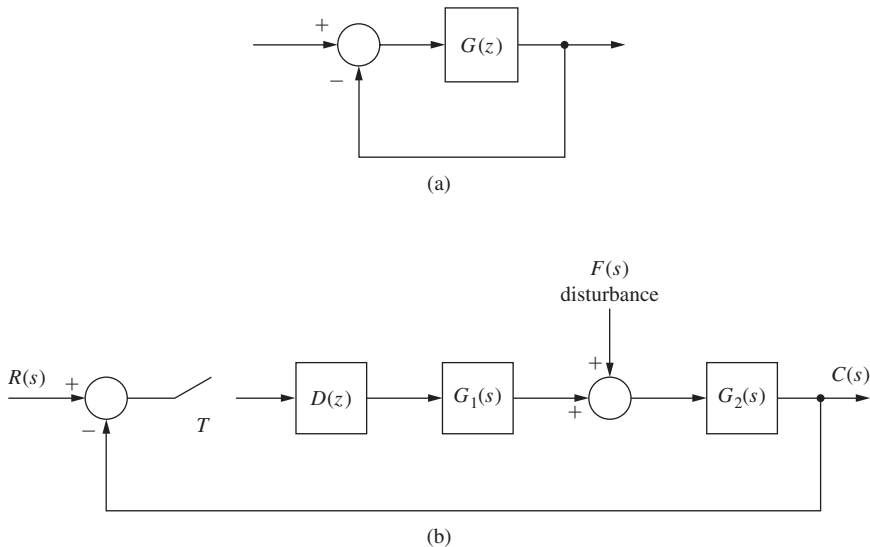 +
G(z)
−
(a)
F(s)
disturbance
R(s)
+
+
C(s)
D(z)
G₁(s)
G₂(s)
−
T
+
(b)